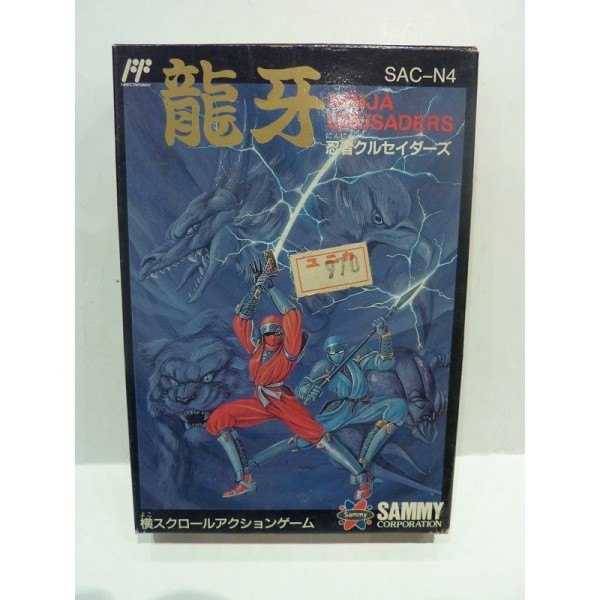 SAC-N4
龍牙
NINJA
CRUSADERS
にんじゃ
忍者クルセイダーズ
ユニカ
970
よこ
横スクロールアクションゲーム
Sammy
SAMMY
CORPORATION